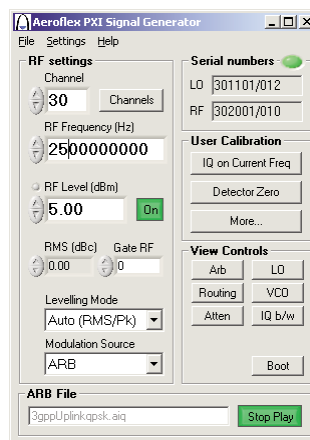 Aeroflex PXI Signal Generator
File Settings Help
RF settings
Channel
30 Channels
RF Frequency (Hz)
2500000000
RF Level (dBm)
5.00 On
RMS (dBc) Gate RF
0.00 0
Levelling Mode
Auto (RMS/Pk)
Modulation Source
ARB
Serial numbers
LO 301101/012
RF 302001/010
User Calibration
IQ on Current Freq
Detector Zero
More...
View Controls
Arb LO
Routing VCO
Atten IQ b/w
Boot
ARB File
3gppUplinkqpsk.aiq Stop Play